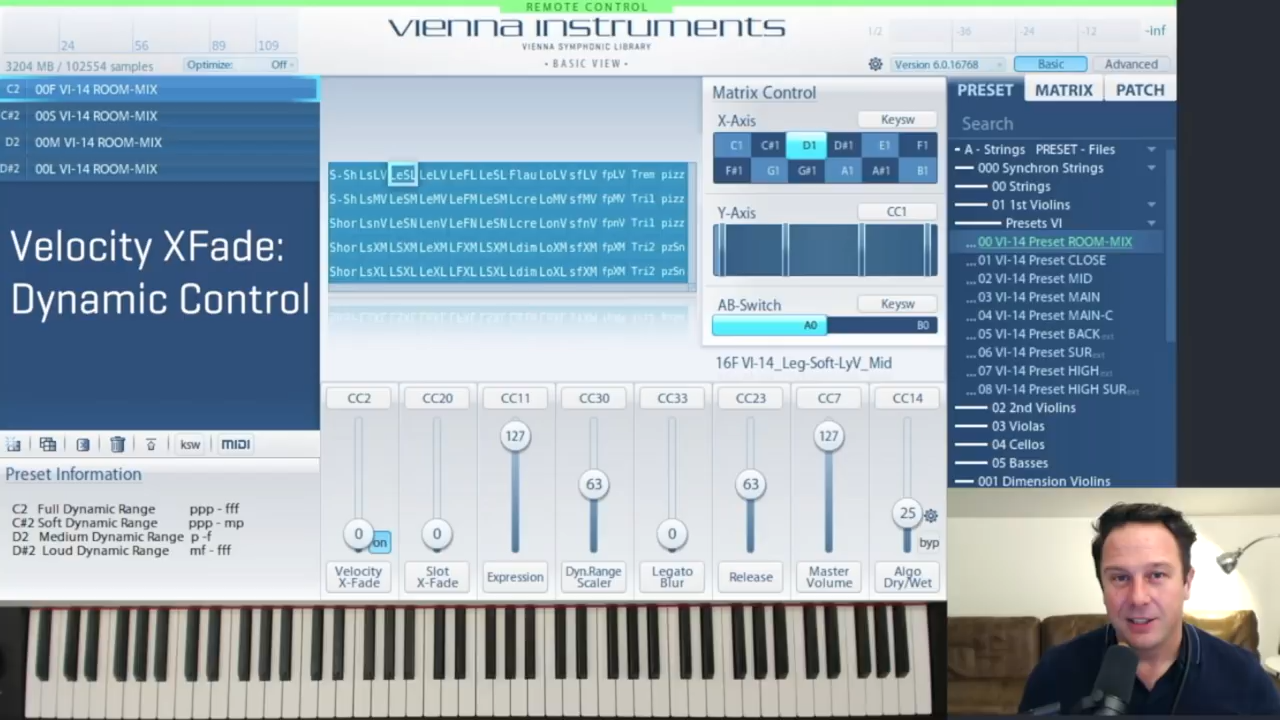 REMOTE CONTROL
vienna instruments
VIENNA SYMPHONIC LIBRARY
• BASIC VIEW •
24 56 89 109
3204 MB / 102554 samples Optimize: Off
1/2 -36 -24 -12 -inf
Version 6.0.16768 Basic Advanced
C2 00F VI-14 ROOM-MIX
C#2 00S VI-14 ROOM-MIX
D2 00M VI-14 ROOM-MIX
D#2 00L VI-14 ROOM-MIX
Velocity XFade:
Dynamic Control
S-Sh LsLV LeSL LeLV LeFL LeSL Flau LoLV sfLV fpLV Trem pizz
S-Sh LsMV LeSM LeMV LeFM LeSM Lcre LoMV sfMV fpMV Tri1 pizz
Shor LsnV LeSN LenV LeFN LeSN Lcre LonV sfnV fpnV Tri1 pizz
Shor LsXM LSXM LeXM LFXM LSXM Ldim LoXM sfXM fpXM Tri2 pzSn
Shor LsXL LSXL LeXL LFXL LSXL Ldim LoXL sfXM fpXM Tri2 pzSn
Matrix Control
X-Axis Keysw
C1 C#1 D1 D#1 E1 F1
F#1 G1 G#1 A1 A#1 B1
Y-Axis CC1
AB-Switch Keysw
A0 B0
16F VI-14_Leg-Soft-LyV_Mid
PRESET MATRIX PATCH
Search
A - Strings PRESET - Files
000 Synchron Strings
00 Strings
01 1st Violins
Presets VI
... 00 VI-14 Preset ROOM-MIX
... 01 VI-14 Preset CLOSE
... 02 VI-14 Preset MID
... 03 VI-14 Preset MAIN
... 04 VI-14 Preset MAIN-C
... 05 VI-14 Preset BACK ext
... 06 VI-14 Preset SUR ext
... 07 VI-14 Preset HIGH ext
... 08 VI-14 Preset HIGH SUR ext
02 2nd Violins
03 Violas
04 Cellos
05 Basses
001 Dimension Violins
ksw MIDI
Preset Information
C2 Full Dynamic Range ppp - fff
C#2 Soft Dynamic Range ppp - mp
D2 Medium Dynamic Range p -f
D#2 Loud Dynamic Range mf - fff
CC2 CC20 CC11 CC30 CC33 CC23 CC7 CC14
0 on 0 127 63 0 63 127 25 byp
Velocity X-Fade
Slot X-Fade
Expression
Dyn.Range Scaler
Legato Blur
Release
Master Volume
Algo Dry/Wet